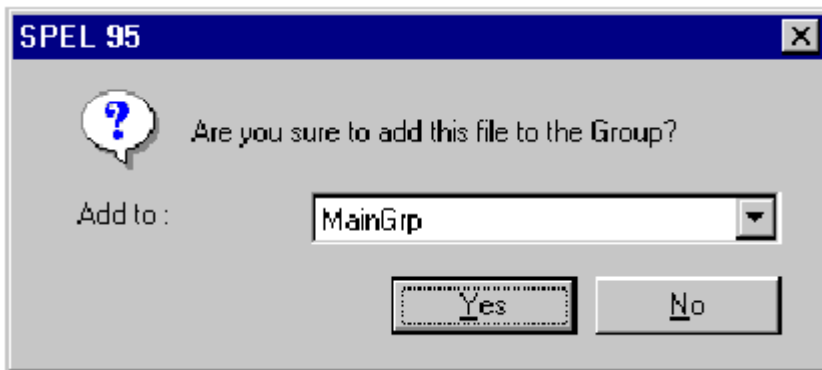 SPEL 95
Are you sure to add this file to the Group?
Add to : MainGrp
Yes No